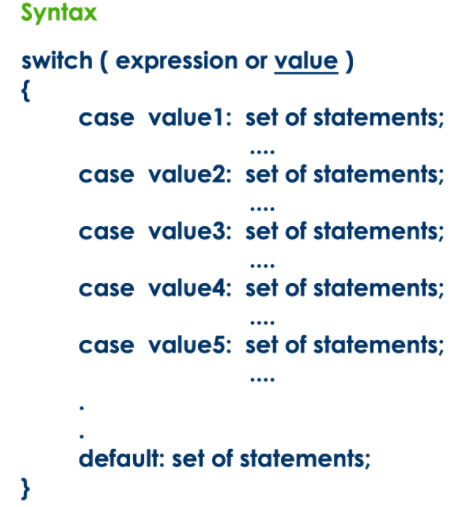 Syntax
switch ( expression or value )
{
case value1: set of statements;
....
case value2: set of statements;
....
case value3: set of statements;
....
case value4: set of statements;
....
case value5: set of statements;
....
.
.
default: set of statements;
}